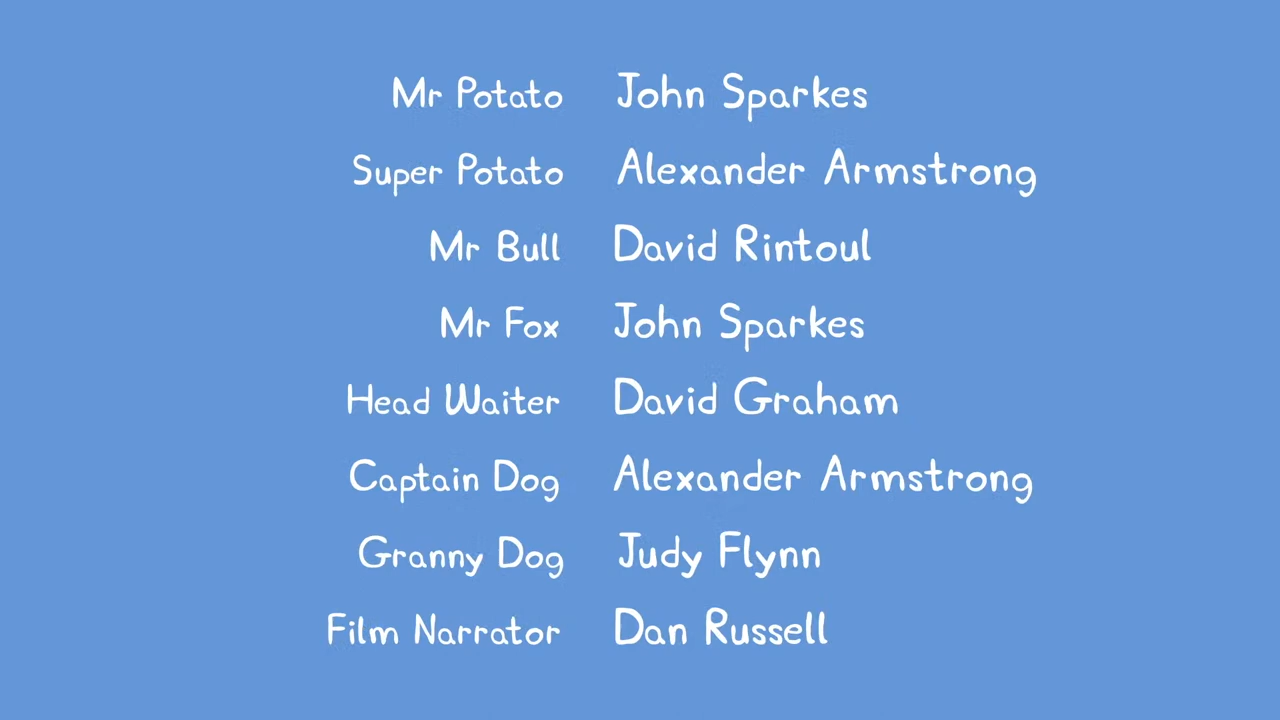 Mr Potato John Sparkes
Super Potato Alexander Armstrong
Mr Bull David Rintoul
Mr Fox John Sparkes
Head Waiter David Graham
Captain Dog Alexander Armstrong
Granny Dog Judy Flynn
Film Narrator Dan Russell